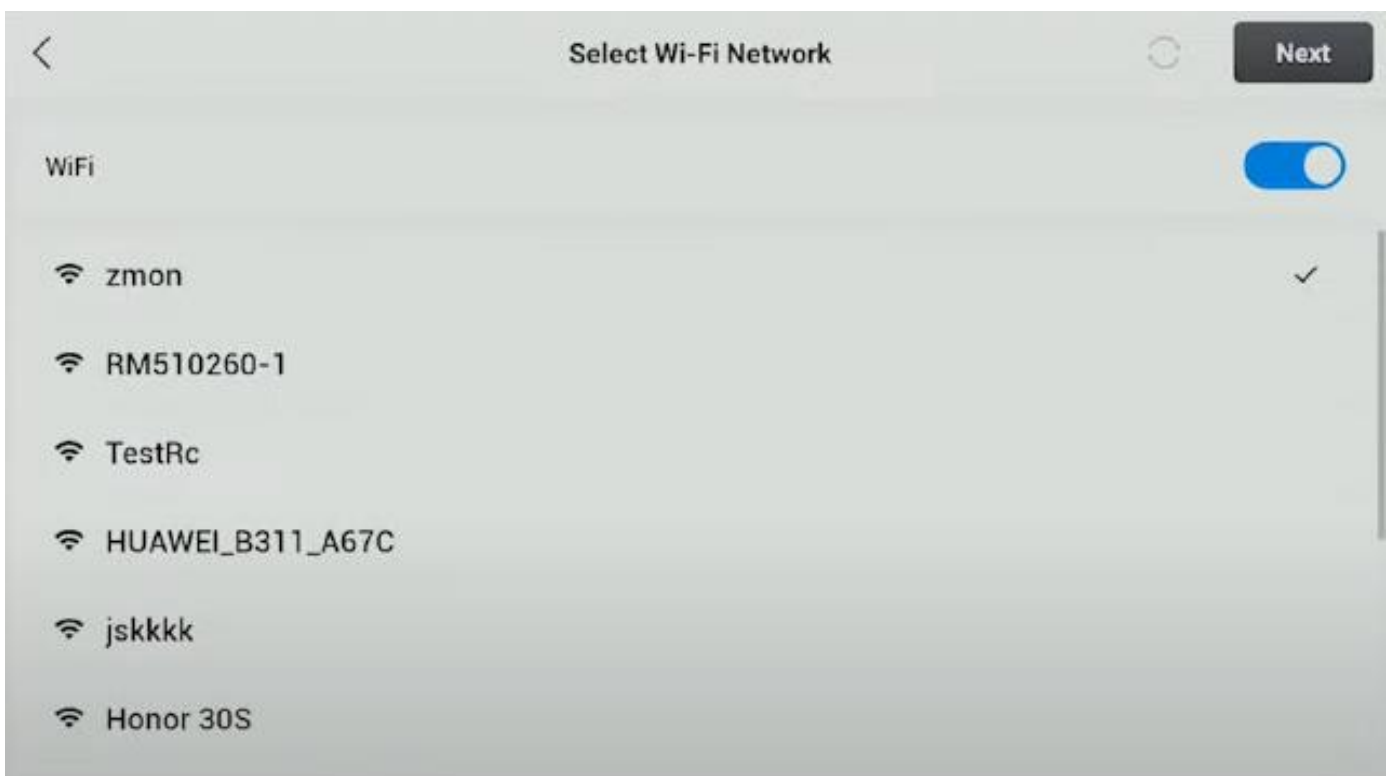 Select Wi-Fi Network
Next
WiFi
zmon
RM510260-1
TestRc
HUAWEI_B311_A67C
jskkkk
Honor 30S